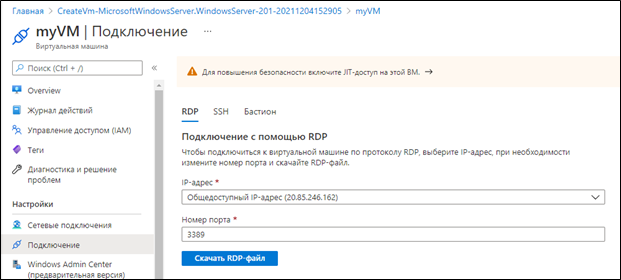 Главная > CreateVm-MicrosoftWindowsServer.WindowsServer-201-20211204152905 > myVM
myVM | Подключение ...
Виртуальная машина
Поиск (Ctrl + /)
«
Overview
Журнал действий
Управление доступом (IAM)
Теги
Диагностика и решение
проблем
Настройки
Сетевые подключения
Подключение
Windows Admin Center
(предварительная версия)
Для повышения безопасности включите JIT-доступ на этой ВМ. →
RDP SSH Бастион
Подключение с помощью RDP
Чтобы подключиться к виртуальной машине по протоколу RDP, выберите IP-адрес, при необходимости
измените номер порта и скачайте RDP-файл.
IP-адрес *
Общедоступный IP-адрес (20.85.246.162)
Номер порта *
3389
Скачать RDP-файл